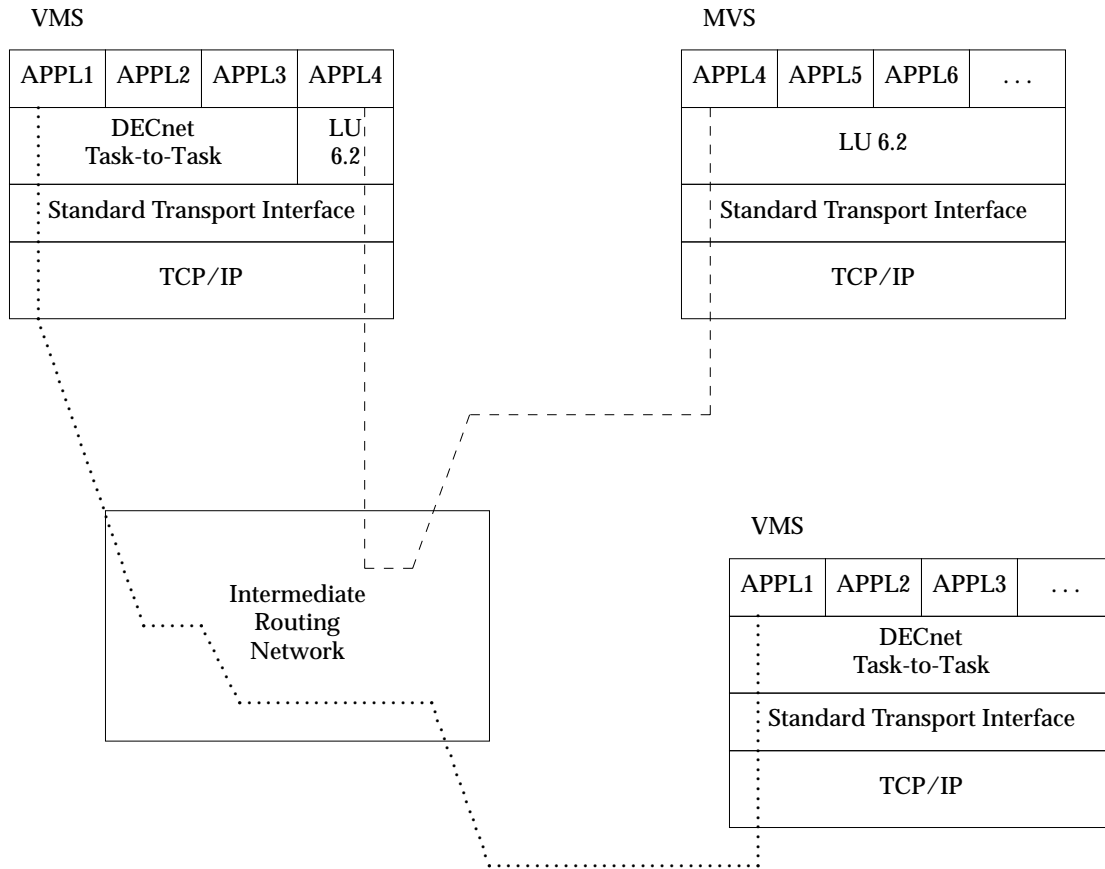 VMS
APPL1 APPL2 APPL3 APPL4
DECnet
Task-to-Task
LU
6.2
Standard Transport Interface
TCP/IP
MVS
APPL4 APPL5 APPL6 . . .
LU 6.2
Standard Transport Interface
TCP/IP
Intermediate
Routing
Network
VMS
APPL1 APPL2 APPL3 . . .
DECnet
Task-to-Task
Standard Transport Interface
TCP/IP